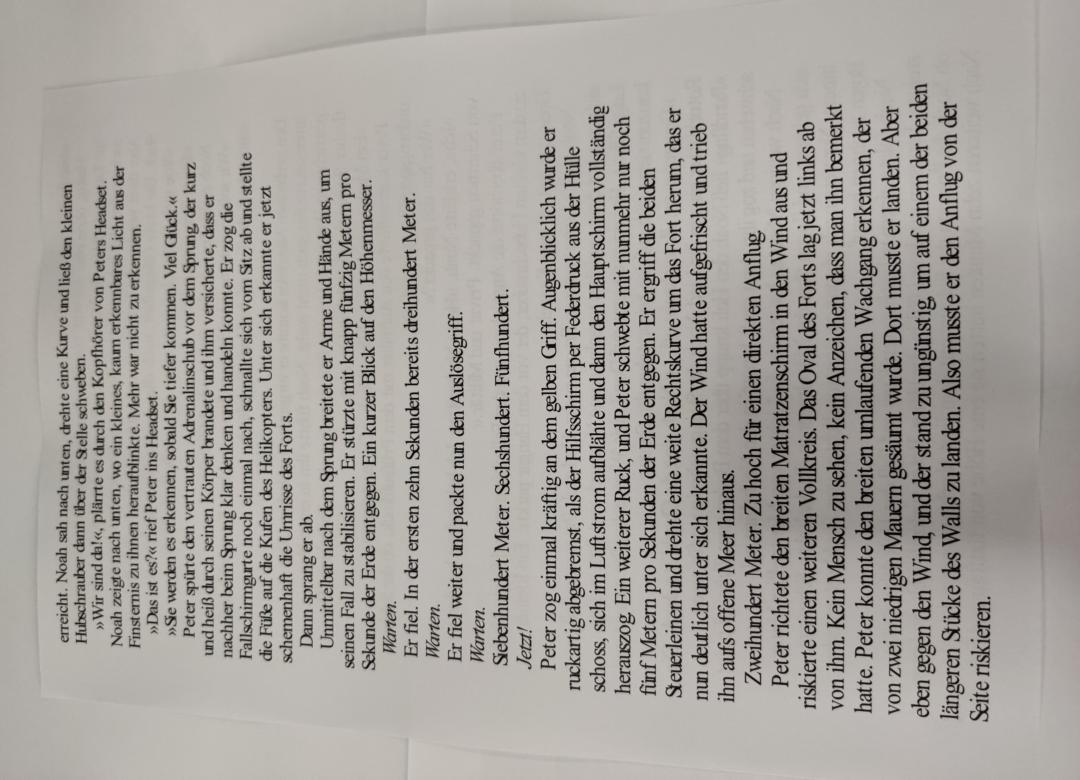 erreicht. Noah sah nach unten, drehte eine Kurve und ließ den kleinen
Hubschrauber dann über der Stelle schweben.
»Wir sind da!«, plärrte es durch den Kopfhörer von Peters Headset.
Noah zeigte nach unten, wo ein kleines, kaum erkennbares Licht aus der
Finsternis zu ihnen heraufblinkte. Mehr war nicht zu erkennen.
»Das ist es?« rief Peter ins Headset.
»Sie werden es erkennen, sobald Sie tiefer kommen. Viel Glück.«
Peter spürte den vertrauten Adrenalinschub vor dem Sprung, der kurz
und heiß durch seinen Körper brandete und ihm versicherte, dass er
nachher beim Sprung klar denken und handeln konnte. Er zog die
Fallschirmgurte noch einmal nach, schnallte sich vom Sitz ab und stellte
die Füße auf die Kufen des Helikopters. Unter sich erkannte er jetzt
schemenhaft die Umrisse des Forts.
Dann sprang er ab.
Unmittelbar nach dem Sprung breitete er Arme und Hände aus, um
seinen Fall zu stabilisieren. Er stürzte mit knapp fünfzig Metern pro
Sekunde der Erde entgegen. Ein kurzer Blick auf den Höhenmesser.
Warten.
Er fiel. In der ersten zehn Sekunden bereits dreihundert Meter.
Warten.
Er fiel weiter und packte nun den Auslösegriff.
Warten.
Siebenhundert Meter. Sechshundert. Fünfhundert.
Jetzt!
Peter zog einmal kräftig an dem gelben Griff. Augenblicklich wurde er
ruckartig abgebremst, als der Hilfsschirm per Federdruck aus der Hülle
schoss, sich im Luftstrom aufblähte und dann den Hauptschirm vollständig
herauszog. Ein weiterer Ruck, und Peter schwebte mit nunmehr nur noch
fünf Metern pro Sekunden der Erde entgegen. Er ergriff die beiden
Steuerleinen und drehte eine weite Rechtskurve um das Fort herum, das er
nun deutlich unter sich erkannte. Der Wind hatte aufgefrischt und trieb
ihn aufs offene Meer hinaus.
Zweihundert Meter. Zu hoch für einen direkten Anflug.
Peter richtete den breiten Matratzenschirm in den Wind aus und
riskierte einen weiteren Vollkreis. Das Oval des Forts lag jetzt links ab
von ihm. Kein Mensch zu sehen, kein Anzeichen, dass man ihn bemerkt
hatte. Peter konnte den breiten umlaufenden Wachgang erkennen, der
von zwei niedrigen Mauern gesäumt wurde. Dort musste er landen. Aber
eben gegen den Wind, und der stand zu ungünstig, um auf einem der beiden
längeren Stücke des Walls zu landen. Also musste er den Anflug von der
Seite riskieren.